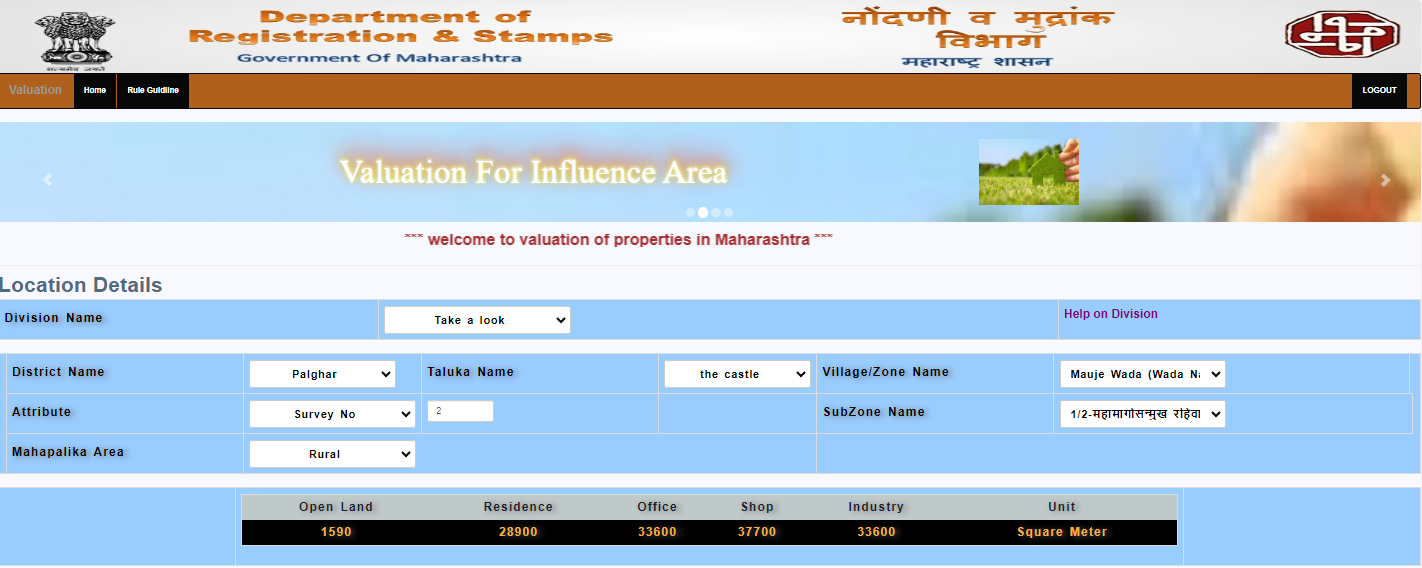 Department of
Registration & Stamps
Government Of Maharashtra
नोंदणी व मुद्रांक
विभाग
महाराष्ट्र शासन
सत्यमेव जयते
Valuation Home Rule Guidline LOGOUT
Valuation For Influence Area
*** welcome to valuation of properties in Maharashtra ***
Location Details
Division Name Take a look Help on Division
District Name Palghar Taluka Name the castle Village/Zone Name Mauje Wada (Wada Na
Attribute Survey No 2 SubZone Name 1/2-महामार्गासन्मुख रहिवा
Mahapalika Area Rural
Open Land Residence Office Shop Industry Unit
1590 28900 33600 37700 33600 Square Meter